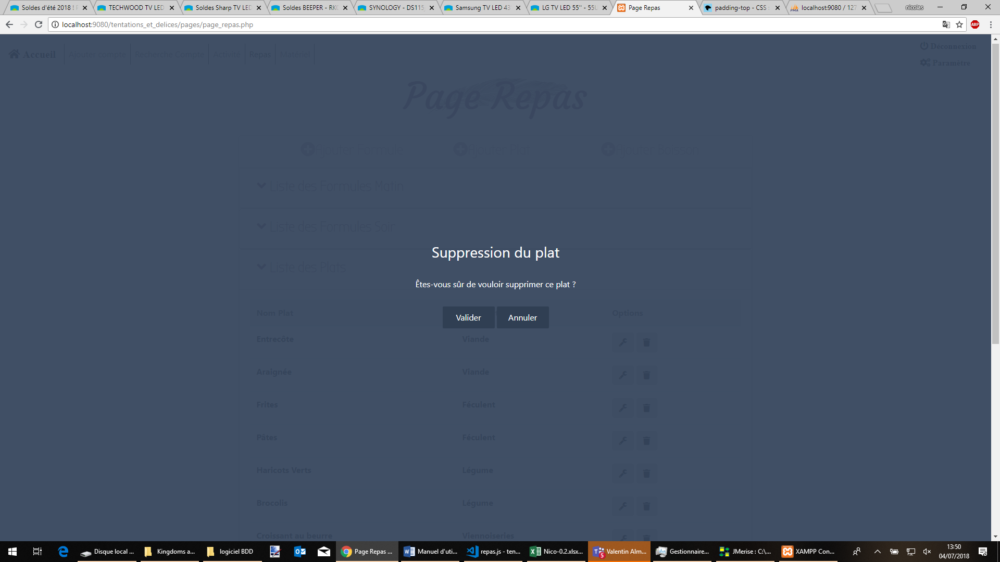 Soldes d'été 2018 !
TECHWOOD TV LED
Soldes Sharp TV LED
Soldes BEEPER - RKC
SYNOLOGY - DS115
Samsung TV LED 43
LG TV LED 55" - 55U
Page Repas
padding-top - CSS
localhost:9080 / 127
nicolas
localhost:9080/tentations_et_delices/pages/page_repas.php
ABP
Accueil
Ajouter compte
Recherche Compte
Activité
Repas
Matériel
Déconnexion
Paramètre
Page Repas
Ajouter Formule
Ajouter Plat
Ajouter Boisson
Liste des Formules Matin
Liste des Formules Soir
Suppression du plat
Liste des Plats
Êtes-vous sûr de vouloir supprimer ce plat ?
Nom Plat
Valider
Annuler
Options
Entrecôte
Viande
Araignée
Viande
Frites
Féculent
Pâtes
Féculent
Haricots Verts
Légume
Brocolis
Légume
Croissant au beurre
Viennoiseries
Disque local ...
Kingdoms a...
logiciel BDD
Page Repas ...
Manuel d'uti...
repas.js - ten...
Nico-0.2.xlsx...
Valentin Alm...
Gestionnaire...
JMerise : C:\...
XAMPP Con...
13:50
04/07/2018